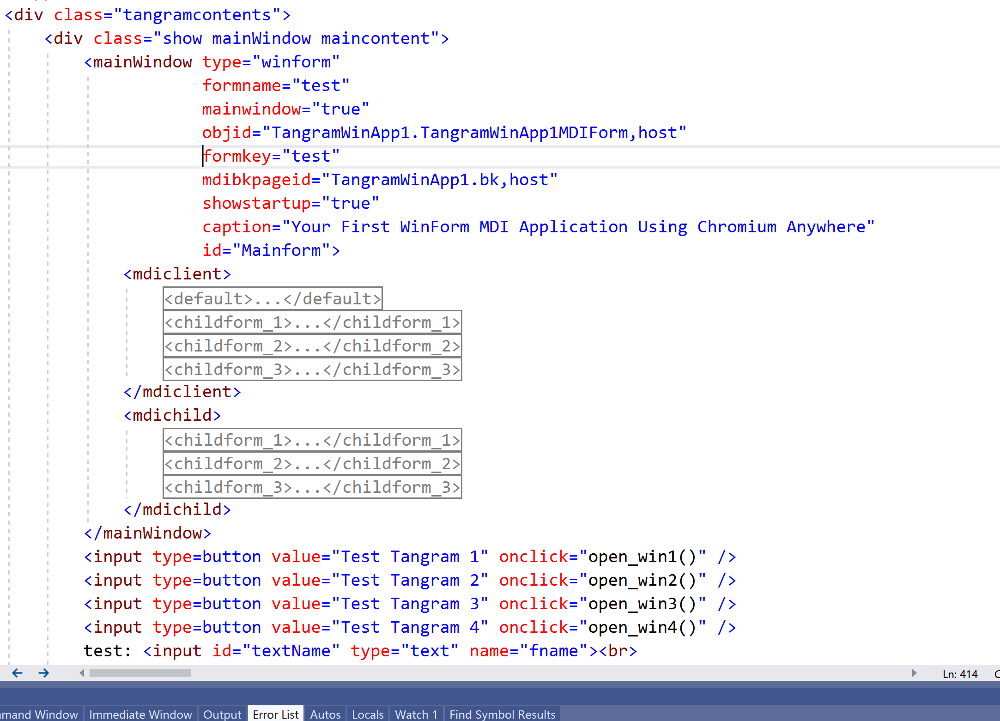 <div class="tangramcontents">
<div class="show mainWindow maincontent">
<mainWindow type="winform"
formname="test"
mainwindow="true"
objid="TangramWinApp1.TangramWinApp1MDIForm,host"
formkey="test"
mdibkpageid="TangramWinApp1.bk,host"
showstartup="true"
caption="Your First WinForm MDI Application Using Chromium Anywhere"
id="Mainform">
<mdiclient>
<default>...</default>
<childform_1>...</childform_1>
<childform_2>...</childform_2>
<childform_3>...</childform_3>
</mdiclient>
<mdichild>
<childform_1>...</childform_1>
<childform_2>...</childform_2>
<childform_3>...</childform_3>
</mdichild>
</mainWindow>
<input type=button value="Test Tangram 1" onclick="open_win1()" />
<input type=button value="Test Tangram 2" onclick="open_win2()" />
<input type=button value="Test Tangram 3" onclick="open_win3()" />
<input type=button value="Test Tangram 4" onclick="open_win4()" />
test: <input id="textName" type="text" name="fname"><br>
Ln: 414
mand Window Immediate Window Output Error List Autos Locals Watch 1 Find Symbol Results